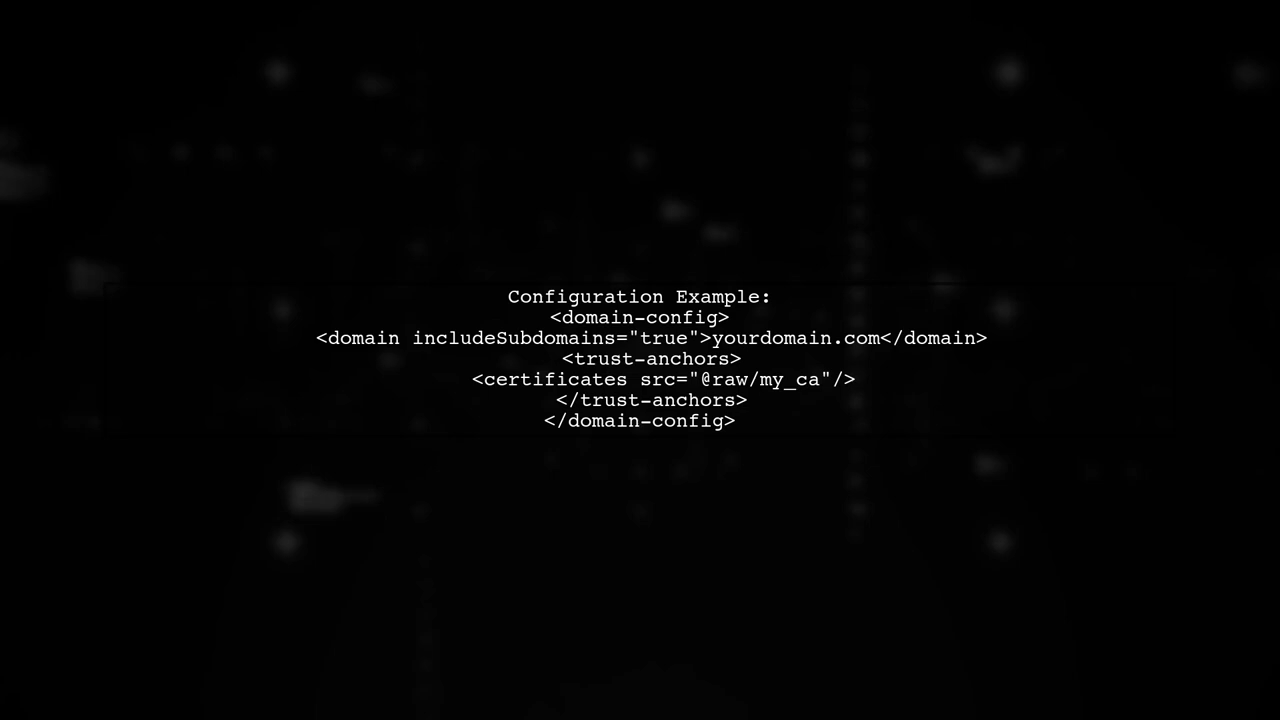 Configuration Example:
<domain-config>
<domain includeSubdomains="true">yourdomain.com</domain>
<trust-anchors>
<certificates src="@raw/my_ca"/>
</trust-anchors>
</domain-config>